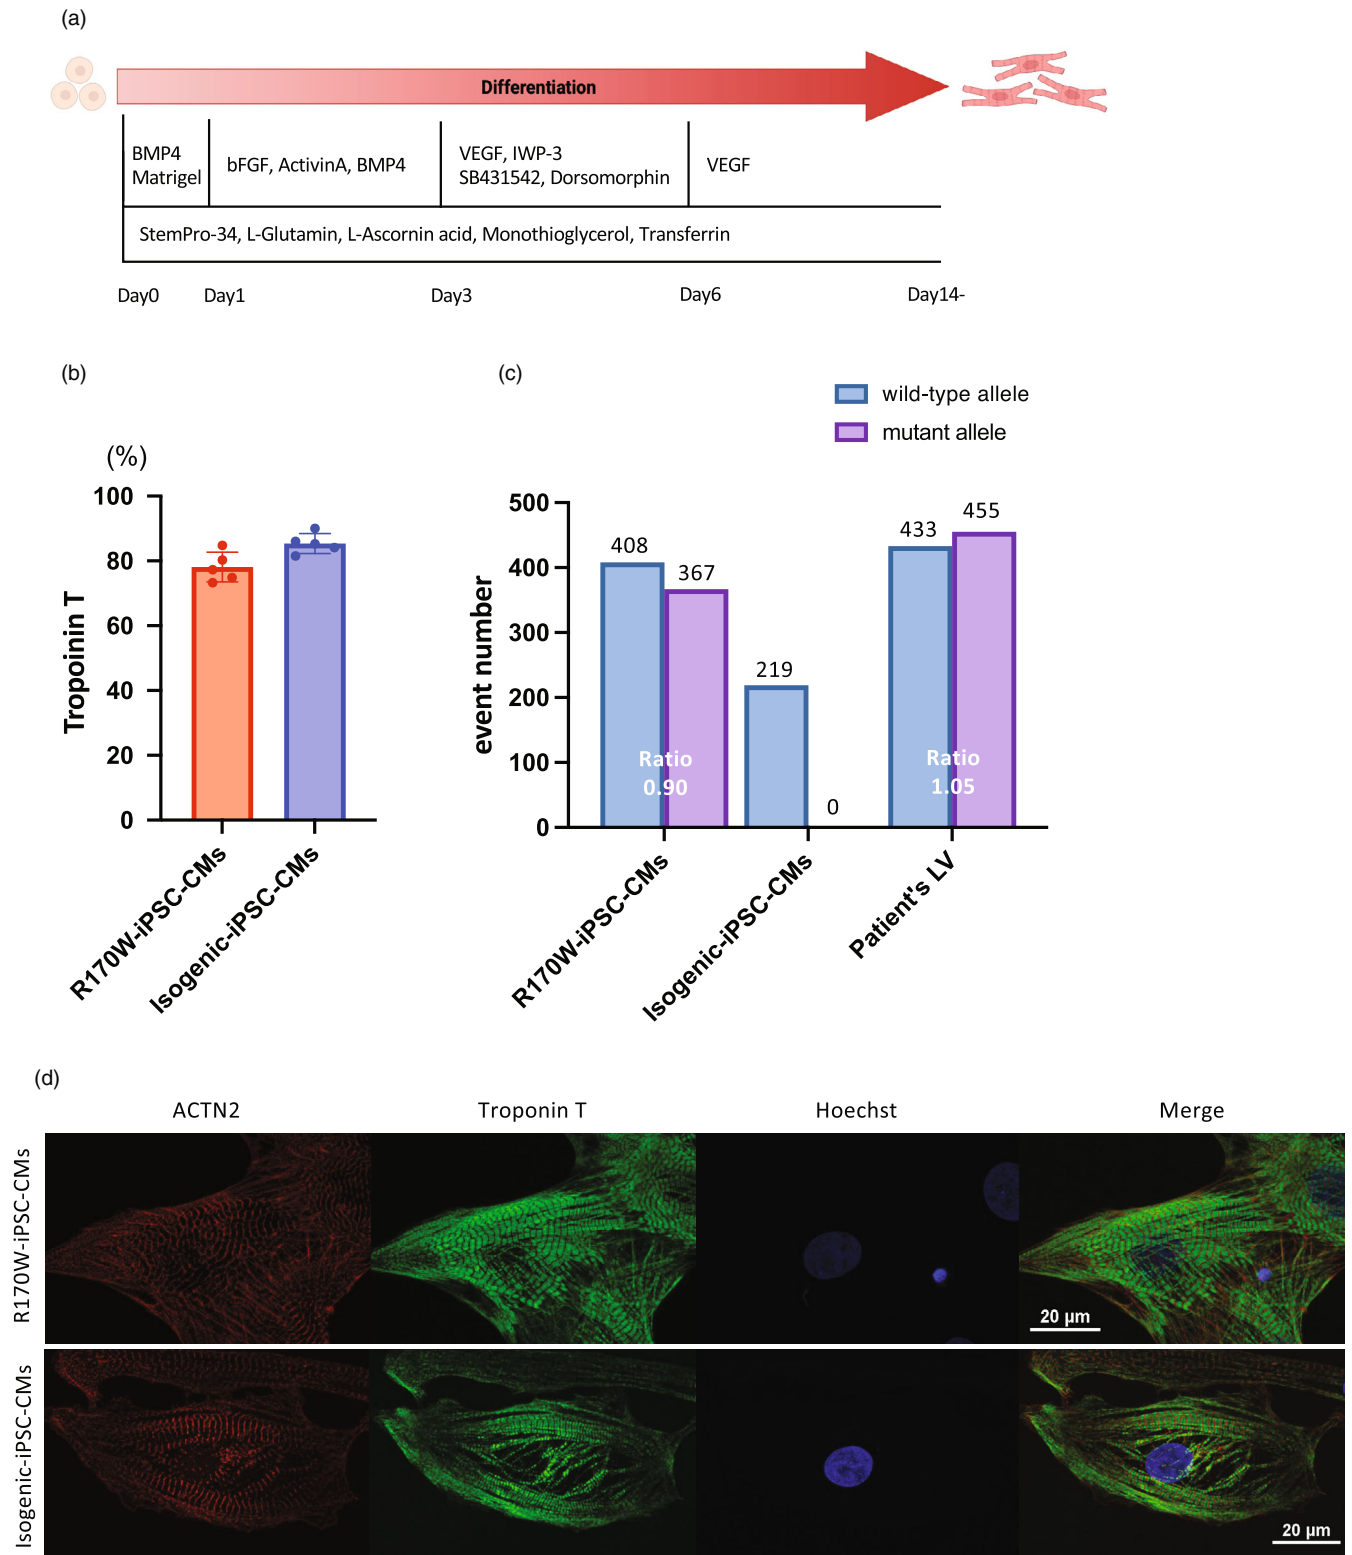 (a)
Differentiation
BMP4
Matrigel
bFGF, ActivinA, BMP4
VEGF, IWP-3
SB431542, Dorsomorphin
VEGF
StemPro-34, L-Glutamin, L-Ascornin acid, Monothioglycerol, Transferrin
Day0
Day1
Day3
Day6
Day14-
(b)
(%)
Tropoinin T
100
80
60
40
20
0
R170W-iPSC-CMs
Isogenic-iPSC-CMs
(c)
wild-type allele
mutant allele
event number
500
400
300
200
100
0
408
367
Ratio
0.90
219
0
433
455
Ratio
1.05
R170W-iPSC-CMs
Isogenic-iPSC-CMs
Patient's LV
(d)
ACTN2
Troponin T
Hoechst
Merge
R170W-iPSC-CMs
20 µm
Isogenic-iPSC-CMs
20 µm